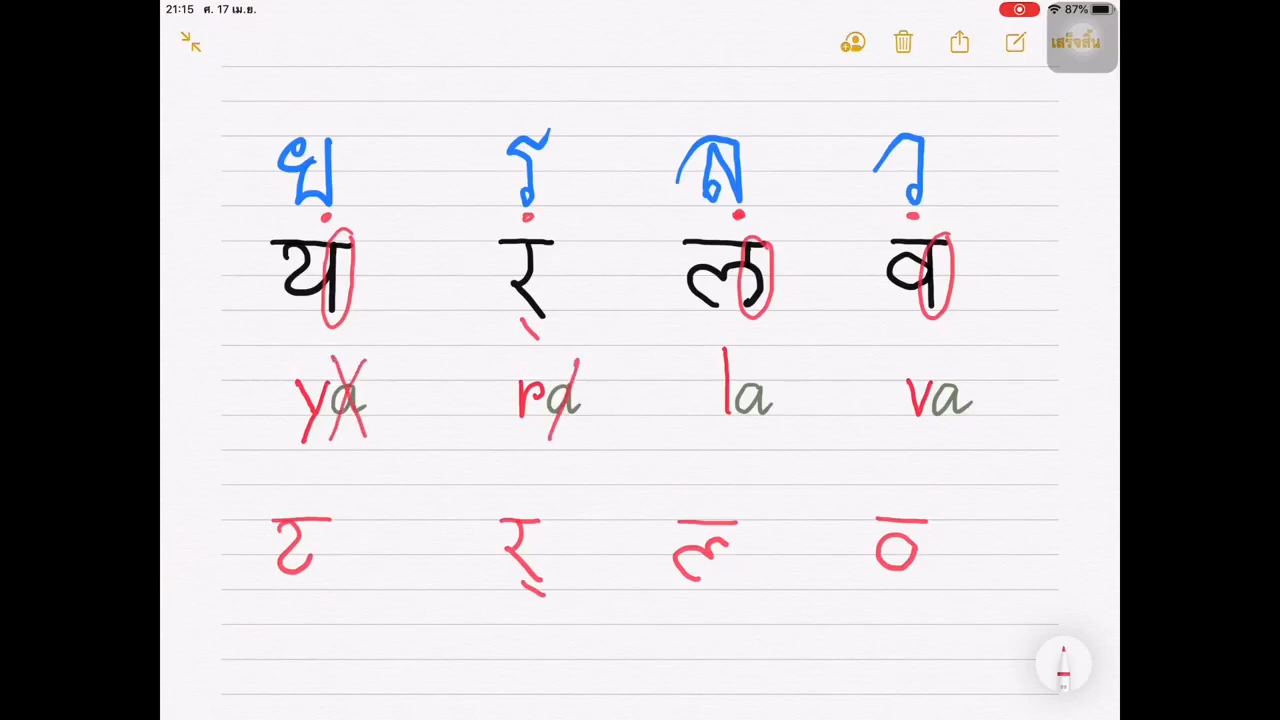 21:15 ศ. 17 เม.ย. 87%
เสร็จสิ้น
ยฺ รฺ ลฺ วฺ
य र ल व
ya ra la va
य् र् ल् व्